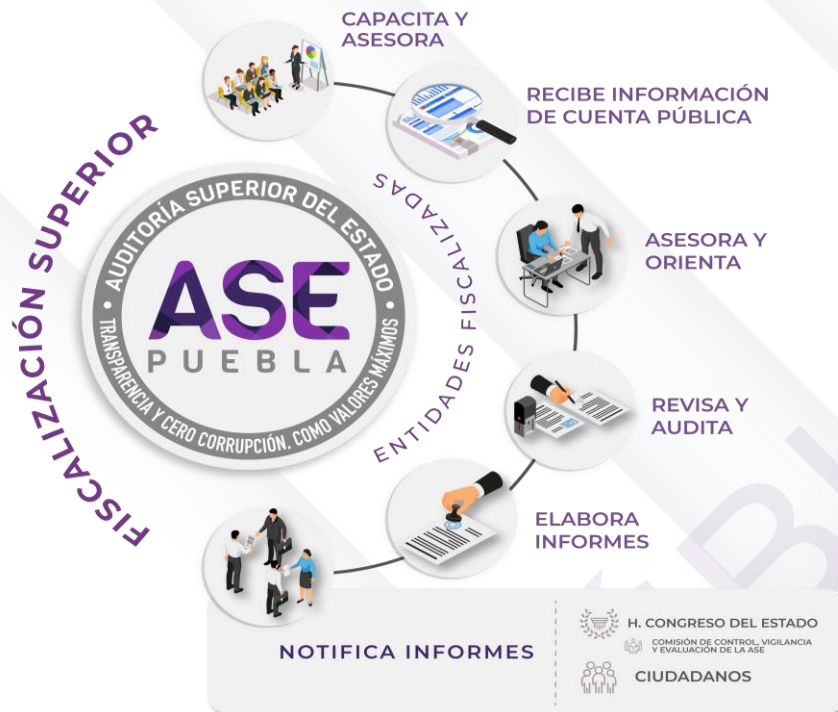 CAPACITA Y
ASESORA
RECIBE INFORMACIÓN
DE CUENTA PÚBLICA
FISCALIZACIÓN SUPERIOR
AUDITORÍA SUPERIOR DEL ESTADO
ASE
PUEBLA
TRANSPARENCIA Y CERO CORRUPCIÓN, COMO VALORES MÁXIMOS
ENTIDADES FISCALIZADAS
ASESORA Y
ORIENTA
REVISA Y
AUDITA
ELABORA
INFORMES
NOTIFICA INFORMES
H. CONGRESO DEL ESTADO
COMISIÓN DE CONTROL, VIGILANCIA
Y EVALUACIÓN DE LA ASE
CIUDADANOS